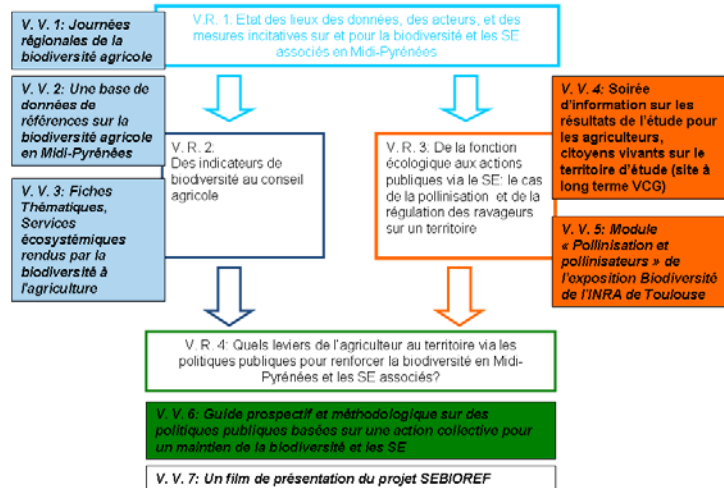 V. V. 1: Journées
régionales de la
biodiversité agricole
V.R. 1: Etat des lieux des données, des acteurs, et des
mesures incitatives sur et pour la biodiversité et les SE
associés en Midi-Pyrénées
V. V. 2: Une base de
données de
références sur la
biodiversité agricole
en Midi-Pyrénées
V. V. 3: Fiches
Thématiques,
Services
écosystémiques
rendus par la
biodiversité à
l'agriculture
V. R. 2:
Des indicateurs de
biodiversité au conseil
agricole
V. R. 3: De la fonction
écologique aux actions
publiques via le SE: le cas
de la pollinisation et de la
régulation des ravageurs
sur un territoire
V. V. 4: Soirée
d'information sur les
résultats de l'étude pour
les agriculteurs,
citoyens vivants sur le
territoire d'étude (site à
long terme VCG)
V. V. 5: Module
« Pollinisation et
pollinisateurs » de
l'exposition Biodiversité
de l'INRA de Toulouse
V. R. 4: Quels leviers de l'agriculteur au territoire via les
politiques publiques pour renforcer la biodiversité en Midi-
Pyrénées et les SE associés?
V. V. 6: Guide prospectif et méthodologique sur des
politiques publiques basées sur une action collective pour
un maintien de la biodiversité et les SE
V. V. 7: Un film de présentation du projet SEBIOREF